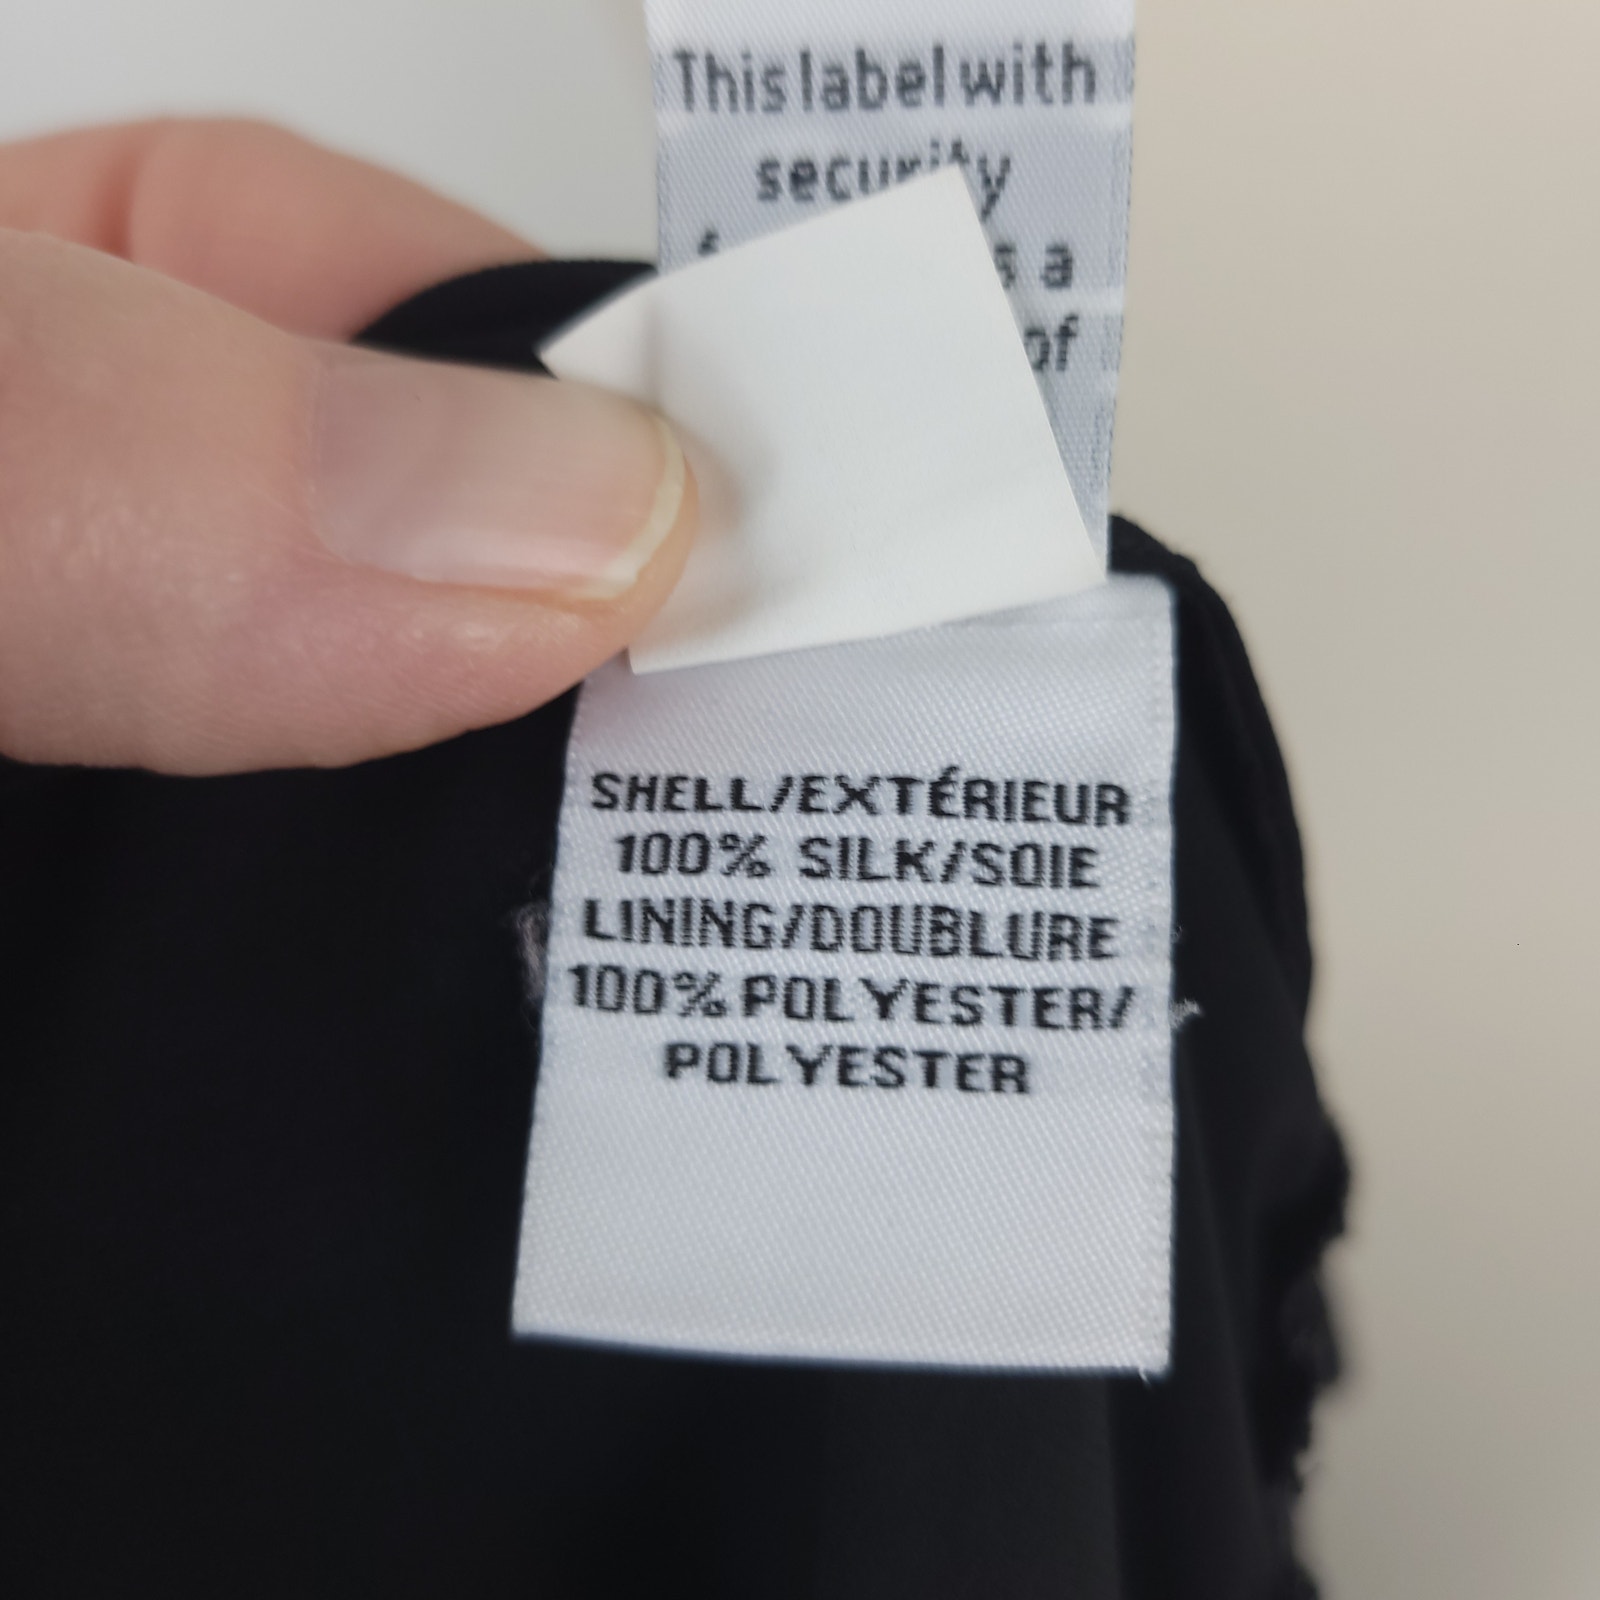 This label with
security
s a
of
SHELL/EXTÉRIEUR
100% SILK/SOIE
LINING/DOUBLURE
100% POLYESTER/
POLYESTER